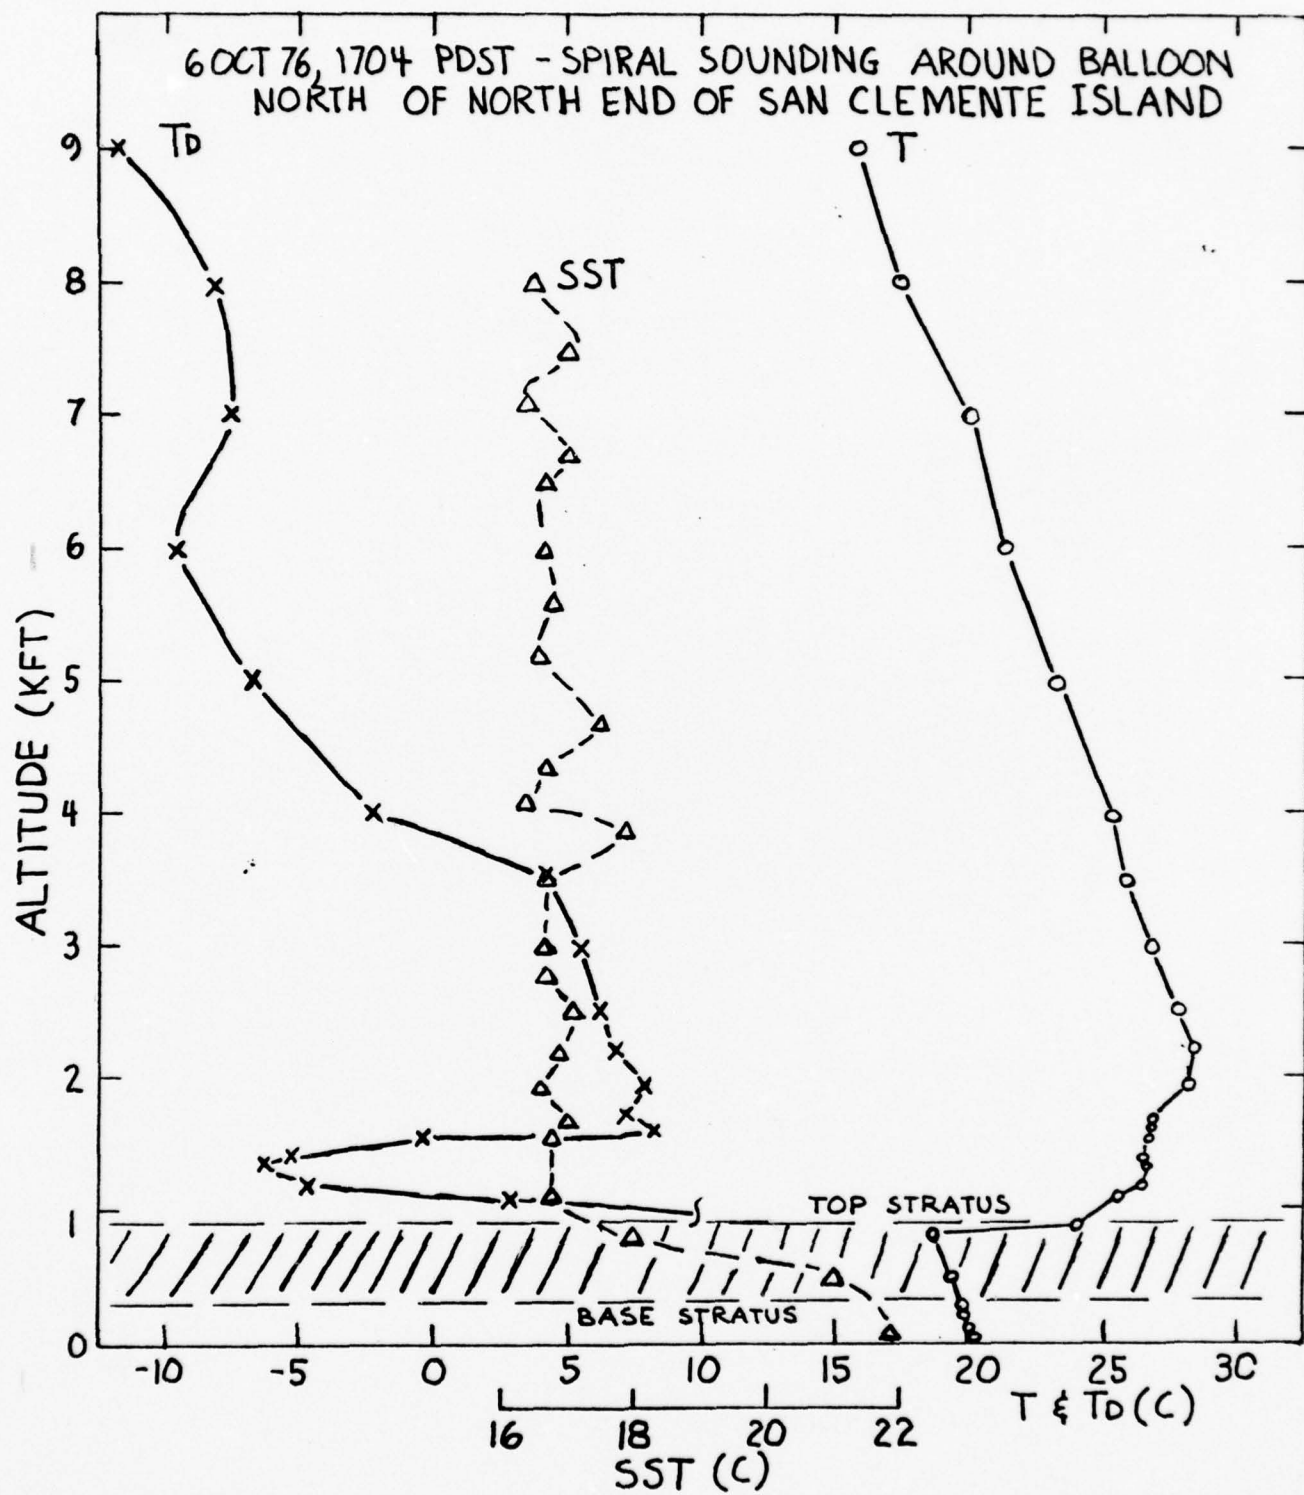 6 OCT 76, 1704 PDST - SPIRAL SOUNDING AROUND BALLOON
NORTH OF NORTH END OF SAN CLEMENTE ISLAND
9
TD
T
8
SST
7
6
5
4
3
2
1
0
ALTITUDE (KFT)
TOP STRATUS
BASE STRATUS
-10 -5 0 5 10 15 20 25 30
T & TD (C)
16 18 20 22
SST (C)